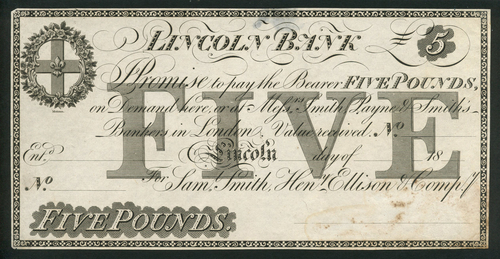 LINCOLN BANK £5
I Promise to pay the Bearer FIVE POUNDS,
on Demand here, or at Messrs. Smith, Payne & Smith's
Bankers in London, Value received. No
FIVE
Entd. Lincoln day of 18
No For Saml. Smith, Heny. Ellison & Compy.
FIVE POUNDS.